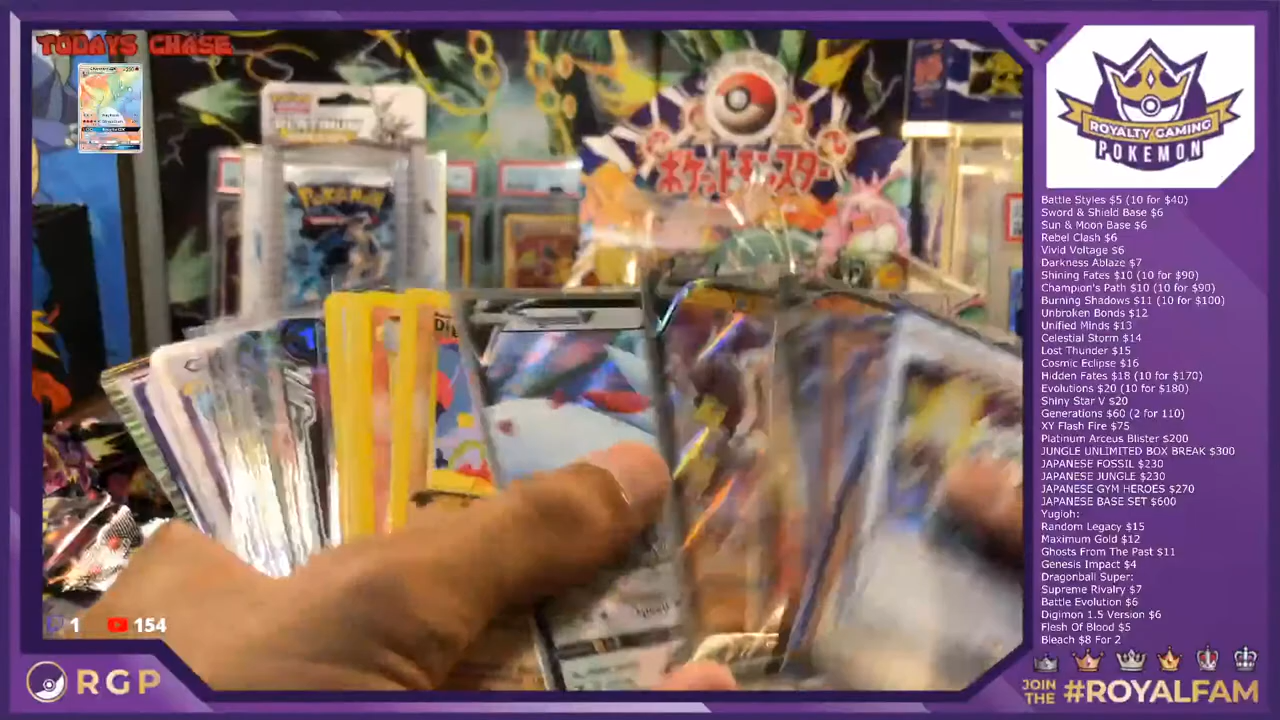 TODAYS CHASE
POKéMON
ポケットモンスター
ROYALTY GAMING
POKEMON
Battle Styles $5 (10 for $40)
Sword & Shield Base $6
Sun & Moon Base $6
Rebel Clash $6
Vivid Voltage $6
Darkness Ablaze $7
Shining Fates $10 (10 for $90)
Champion's Path $10 (10 for $90)
Burning Shadows $11 (10 for $100)
Unbroken Bonds $12
Unified Minds $13
Celestial Storm $14
Lost Thunder $15
Cosmic Eclipse $16
Hidden Fates $18 (10 for $170)
Evolutions $20 (10 for $180)
Shiny Star V $20
Generations $60 (2 for 110)
XY Flash Fire $75
Platinum Arceus Blister $200
JUNGLE UNLIMITED BOX BREAK $300
JAPANESE FOSSIL $230
JAPANESE JUNGLE $230
JAPANESE GYM HEROES $270
JAPANESE BASE SET $600
Yugioh:
Random Legacy $15
Maximum Gold $12
Ghosts From The Past $11
Genesis Impact $4
Dragonball Super:
Supreme Rivalry $7
Battle Evolution $6
Digimon 1.5 Version $6
Flesh Of Blood $5
Bleach $8 For 2
1 154
RGP
JOIN THE #ROYALFAM